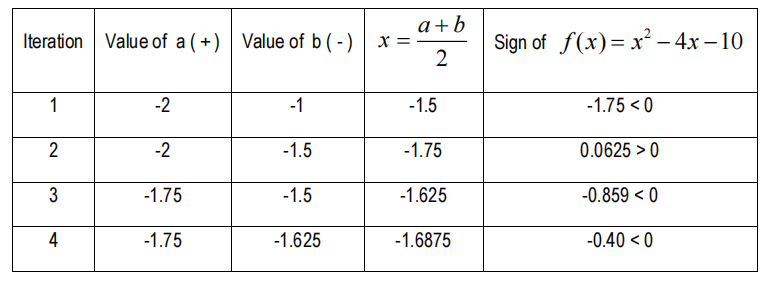 Iteration Value of a ( + ) Value of b ( - ) x = a + b / 2 Sign of f(x) = x² – 4x – 10
1 -2 -1 -1.5 -1.75 < 0
2 -2 -1.5 -1.75 0.0625 > 0
3 -1.75 -1.5 -1.625 -0.859 < 0
4 -1.75 -1.625 -1.6875 -0.40 < 0